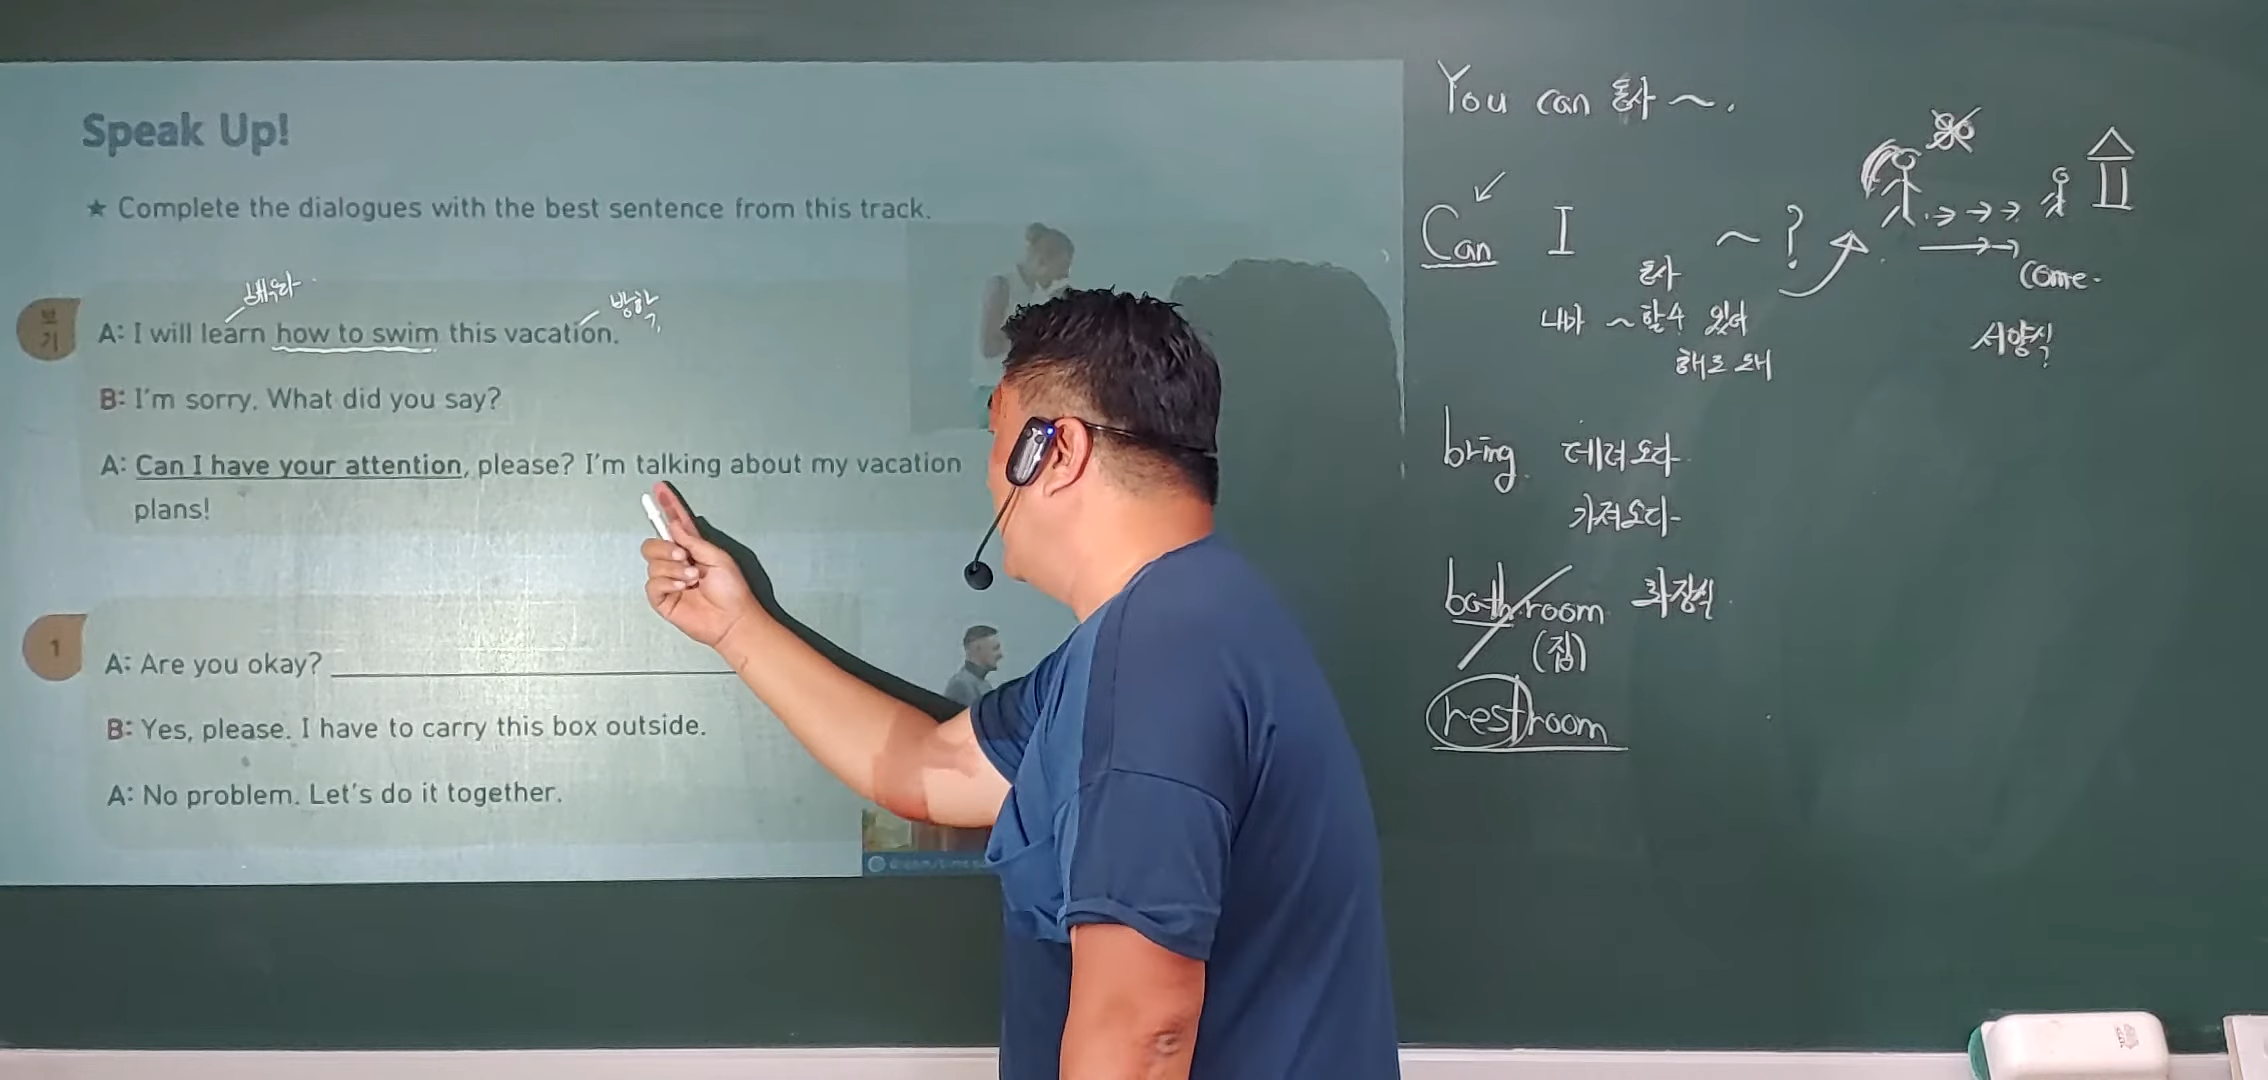 Speak Up!
★ Complete the dialogues with the best sentence from this track.
배우다
방학
보기
A: I will learn how to swim this vacation.
B: I'm sorry. What did you say?
A: Can I have your attention, please? I'm talking about my vacation
plans!
1
A: Are you okay?
B: Yes, please. I have to carry this box outside.
A: No problem. Let's do it together.
You can 동사 ~.
Can I ~?
동사
내가 ~할 수 있어
해도 돼
come.
서양식
bring 데려오다
가져오다
bathroom 화장실
(집)
restroom